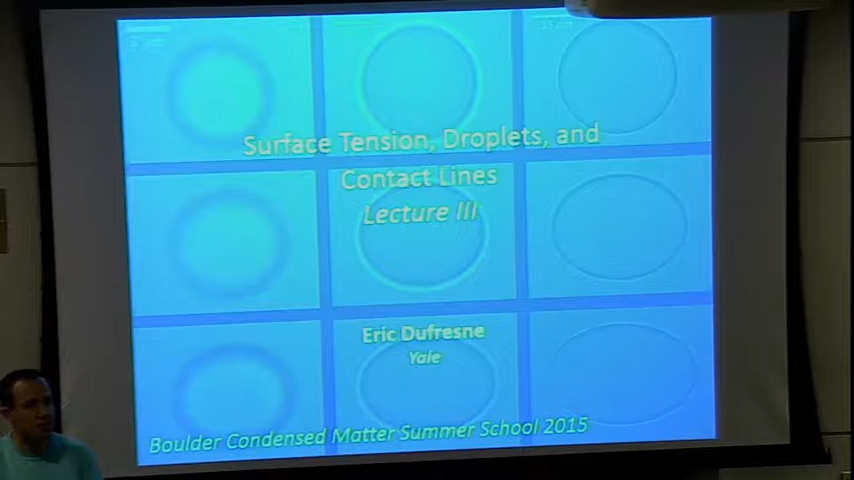 Surface Tension, Droplets, and
Contact Lines
Lecture III
Eric Dufresne
Yale
Boulder Condensed Matter Summer School 2015